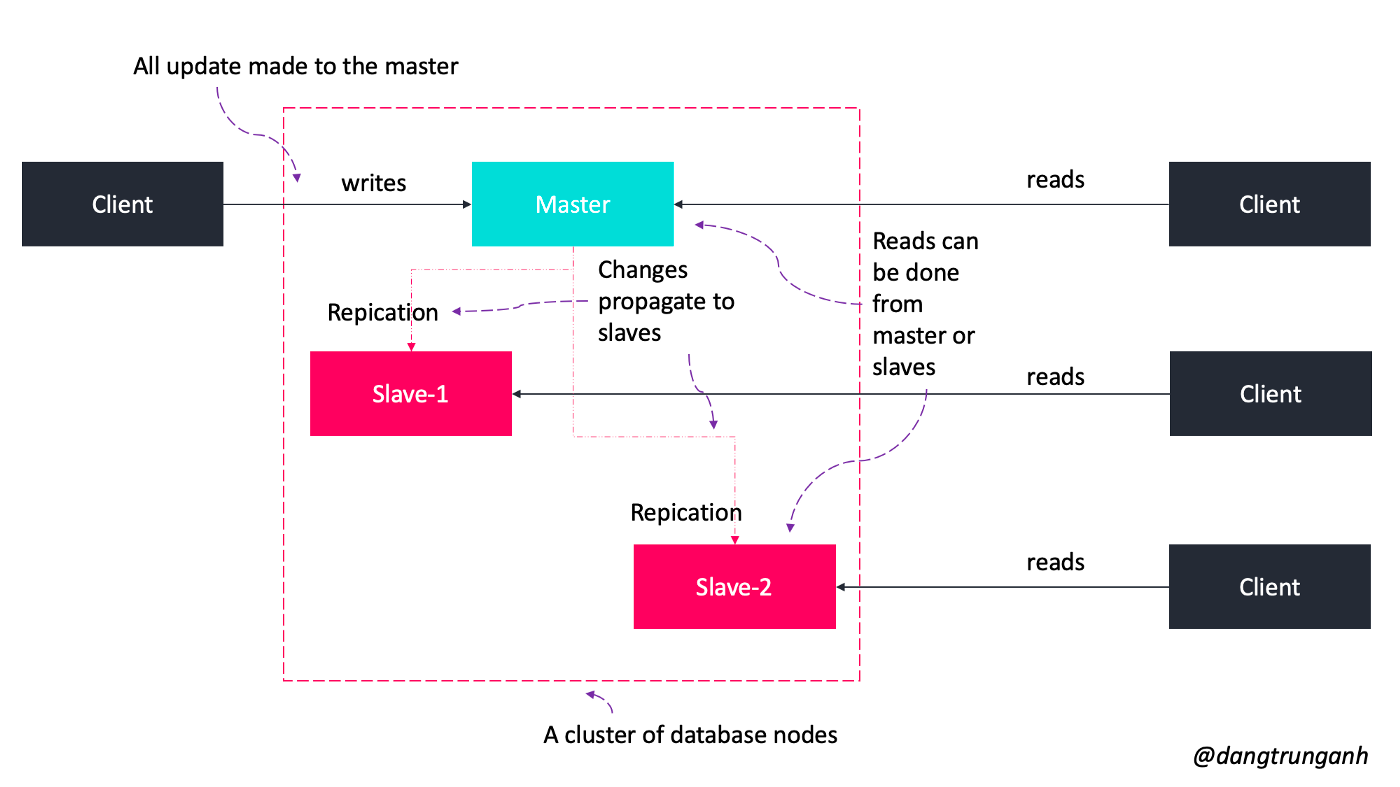 All update made to the master
Client
writes
Master
reads
Client
Reads can
be done
from
master or
slaves
Changes
propagate to
slaves
Repication
Slave-1
reads
Client
Repication
Slave-2
reads
Client
A cluster of database nodes
@dangtrunganh